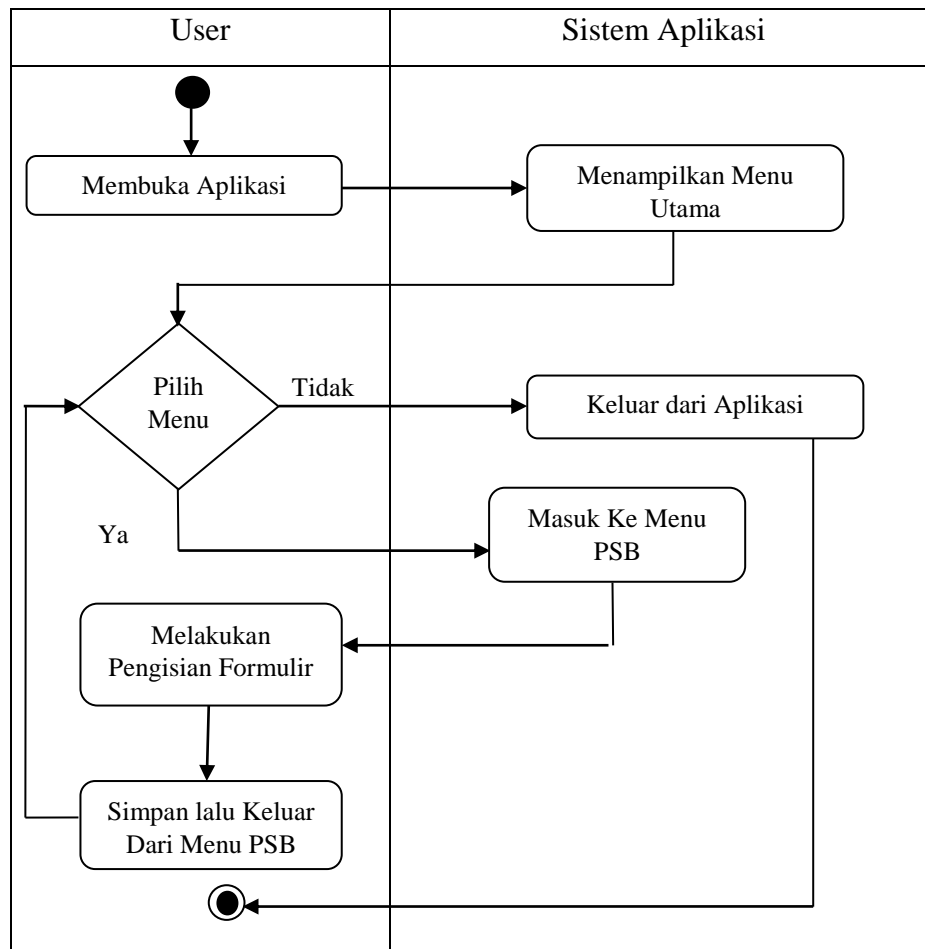 User
Sistem Aplikasi
Membuka Aplikasi
Menampilkan Menu
Utama
Pilih
Menu
Tidak
Keluar dari Aplikasi
Ya
Masuk Ke Menu
PSB
Melakukan
Pengisian Formulir
Simpan lalu Keluar
Dari Menu PSB